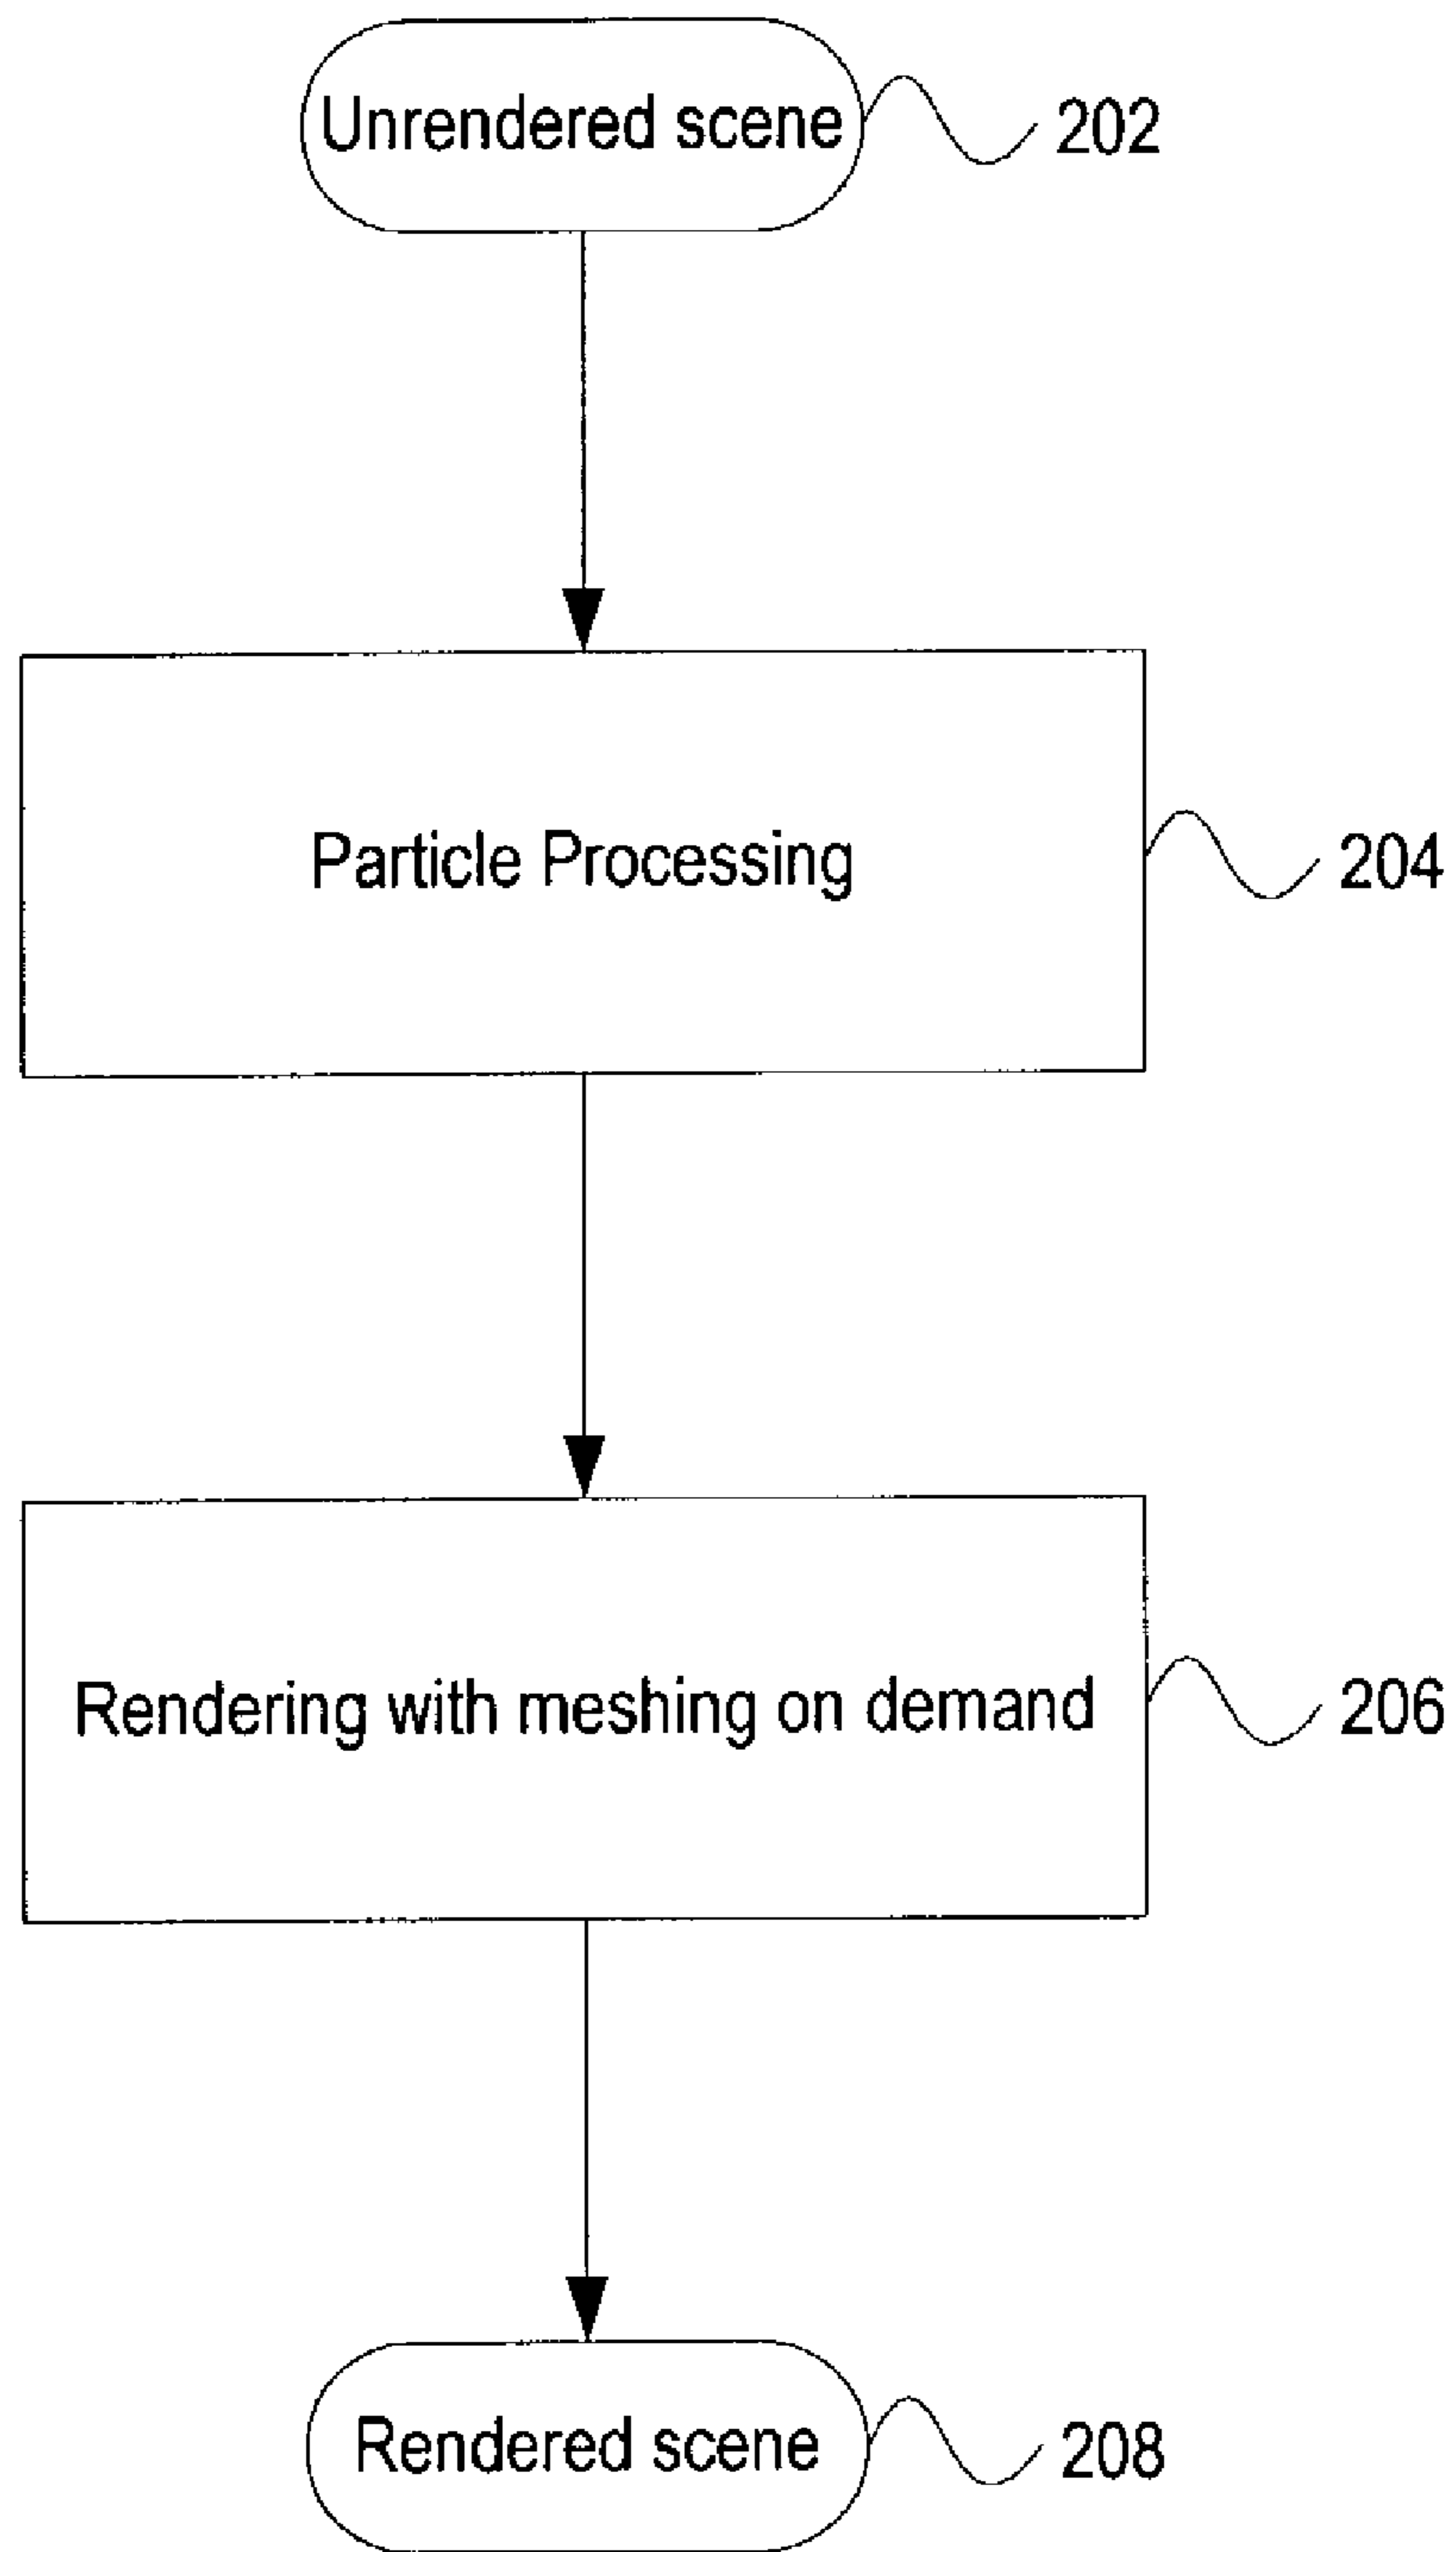 Unrendered scene
202
Particle Processing
204
Rendering with meshing on demand
206
Rendered scene
208